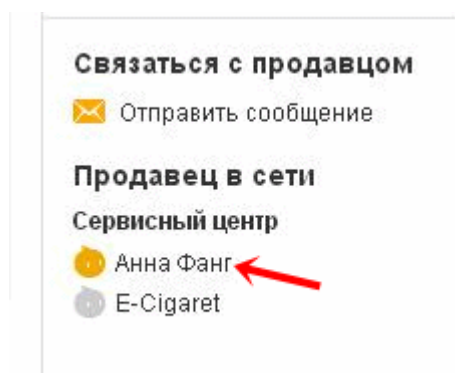 Связаться с продавцом
Отправить сообщение
Продавец в сети
Сервисный центр
Анна Фанг
E-Cigaret